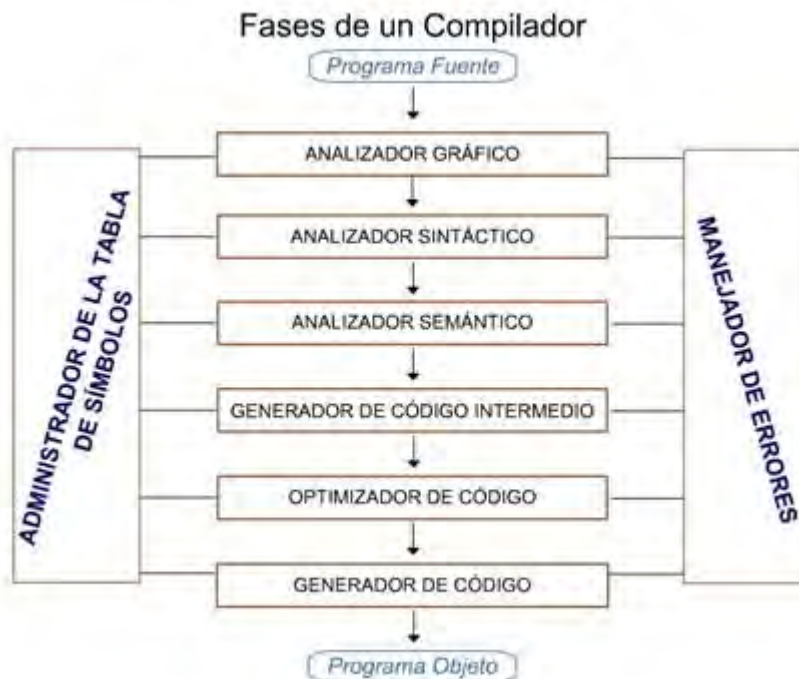 Fases de un Compilador
Programa Fuente
ANALIZADOR GRÁFICO
ANALIZADOR SINTÁCTICO
ANALIZADOR SEMÁNTICO
GENERADOR DE CÓDIGO INTERMEDIO
OPTIMIZADOR DE CÓDIGO
GENERADOR DE CÓDIGO
Programa Objeto
ADMINISTRADOR DE LA TABLA
DE SÍMBOLOS
MANEJADOR DE ERRORES